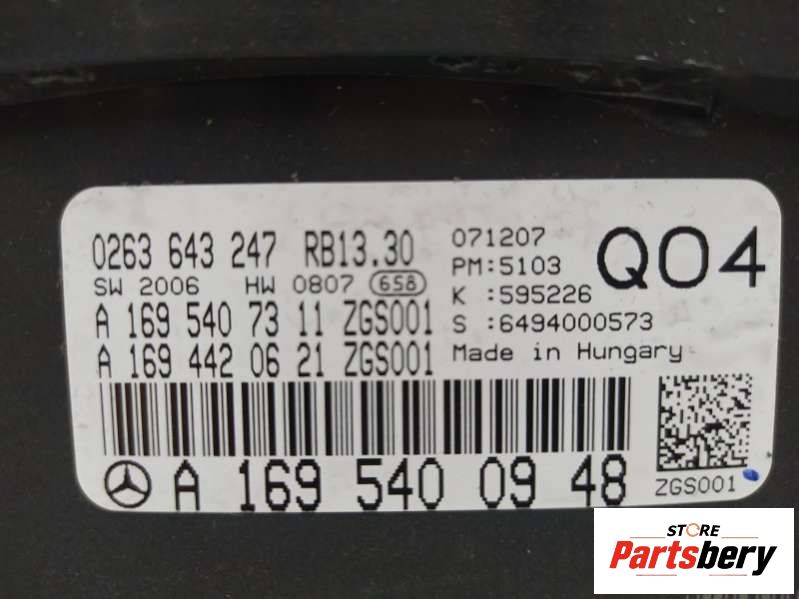 0263 643 247 RB13.30
SW 2006 HW 0807 658
A 169 540 73 11 ZGS001
A 169 442 06 21 ZGS001
071207
PM:5103
K :595226
S :6494000573
Made in Hungary
Q04
A 169 540 09 48
ZGS001
STORE
Partsbery